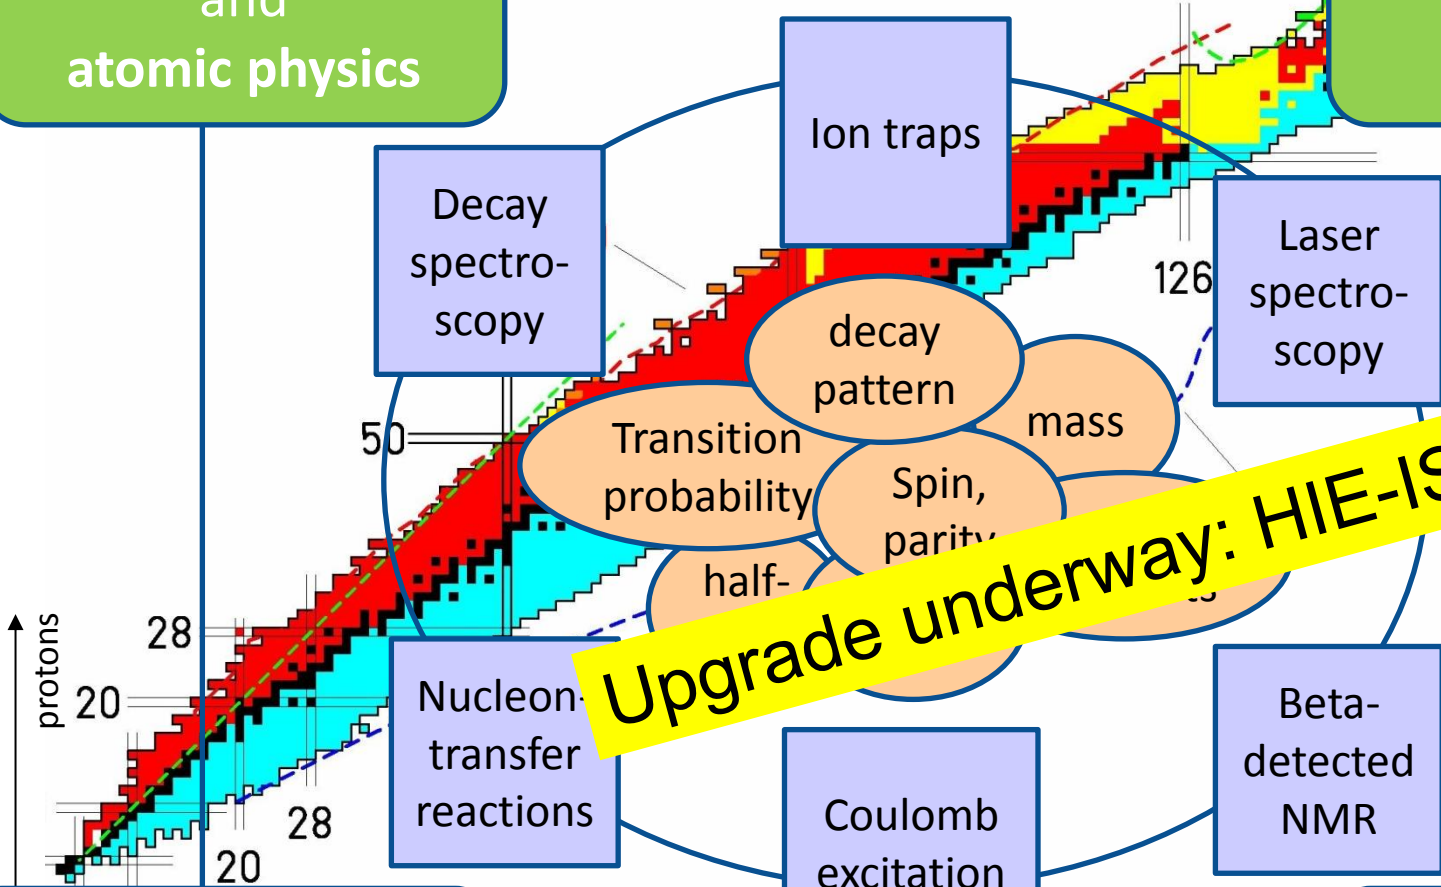 and
atomic physics
Ion traps
Decay
spectro-
scopy
Laser
spectro-
scopy
126
decay
pattern
mass
50
Transition
probability
Spin,
parity
half-
Upgrade underway: HIE-IS
28
protons
20
Nucleon-
transfer
reactions
Beta-
detected
NMR
28
20
Coulomb
excitation